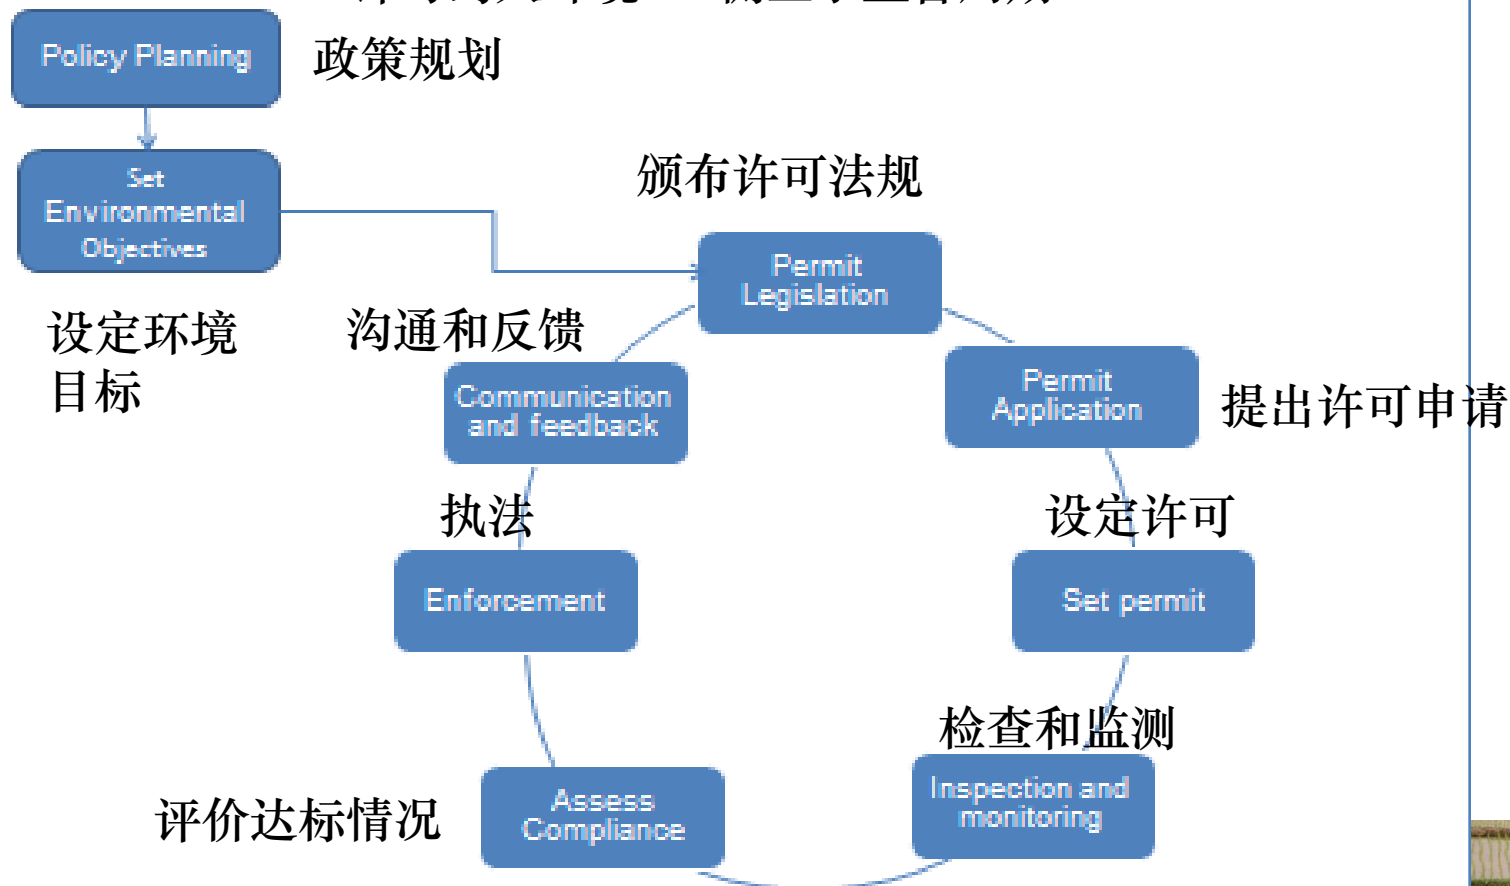 Policy Planning
政策规划
Set
Environmental
Objectives
设定环境
目标
颁布许可法规
Permit
Legislation
沟通和反馈
Communication
and feedback
Permit
Application
提出许可申请
执法
Enforcement
设定许可
Set permit
检查和监测
Inspection and
monitoring
评价达标情况
Assess
Compliance